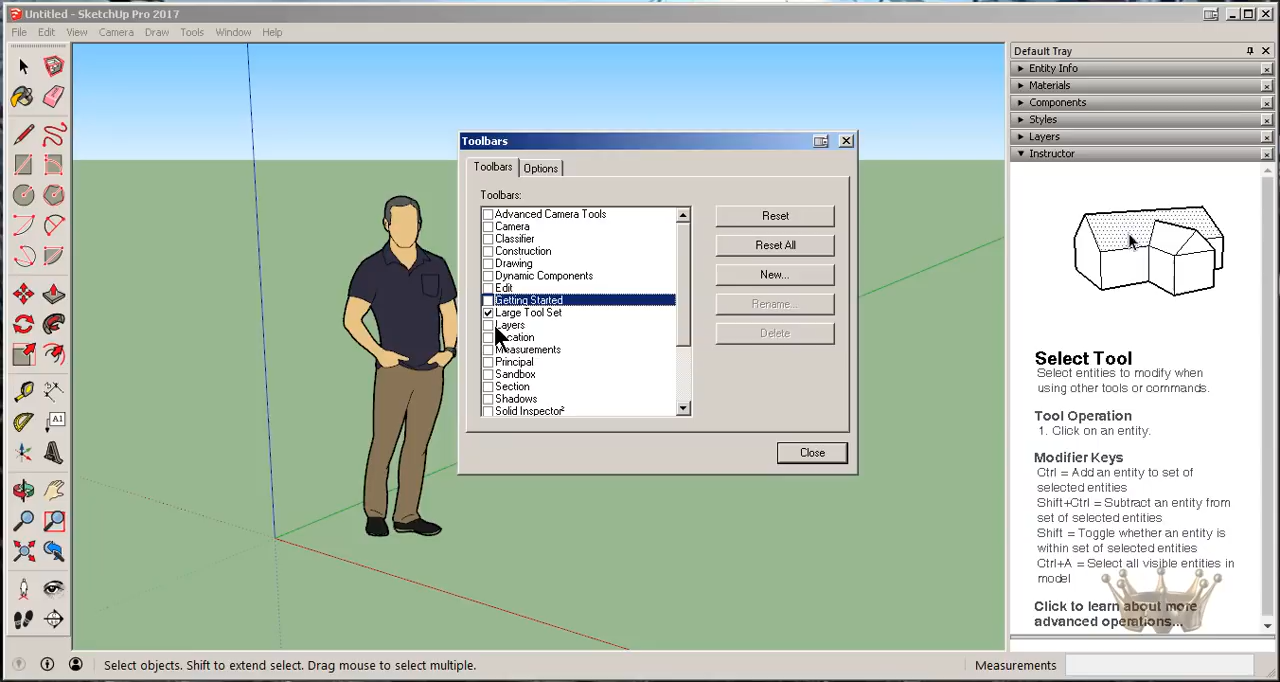 Untitled - SketchUp Pro 2017
File Edit View Camera Draw Tools Window Help
Default Tray
Entity Info
Materials
Components
Styles
Layers
Instructor
Toolbars
Toolbars Options
Toolbars:
Advanced Camera Tools
Camera
Classifier
Construction
Drawing
Dynamic Components
Edit
Getting Started
Large Tool Set
Layers
Location
Measurements
Principal
Sandbox
Section
Shadows
Solid Inspector²
Reset
Reset All
New...
Rename...
Delete
Close
A1
Select Tool
Select entities to modify when
using other tools or commands.
Tool Operation
1. Click on an entity.
Modifier Keys
Ctrl = Add an entity to set of
selected entities
Shift+Ctrl = Subtract an entity from
set of selected entities
Shift = Toggle whether an entity is
within set of selected entities
Ctrl+A = Select all visible entities in
model
Click to learn about more
advanced operations...
Select objects. Shift to extend select. Drag mouse to select multiple.
Measurements